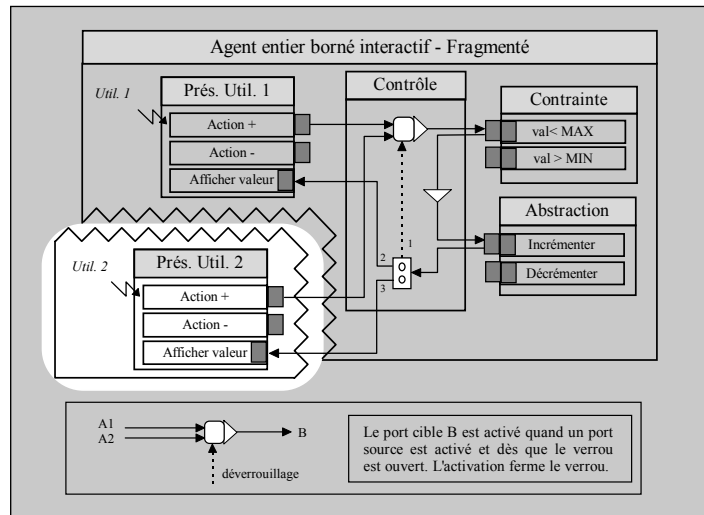 Agent entier borné interactif - Fragmenté
Util. 1
Prés. Util. 1
Action +
Action -
Afficher valeur
Contrôle
1
2
3
Contrainte
val< MAX
val > MIN
Abstraction
Incrémenter
Décrémenter
Util. 2
Prés. Util. 2
Action +
Action -
Afficher valeur
A1
A2
B
déverrouillage
Le port cible B est activé quand un port
source est activé et dès que le verrou
est ouvert. L'activation ferme le verrou.